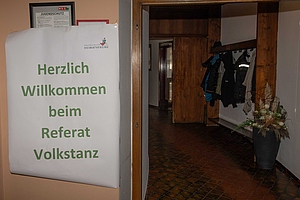 Herzlich
Willkommen
beim
Referat
Volkstanz